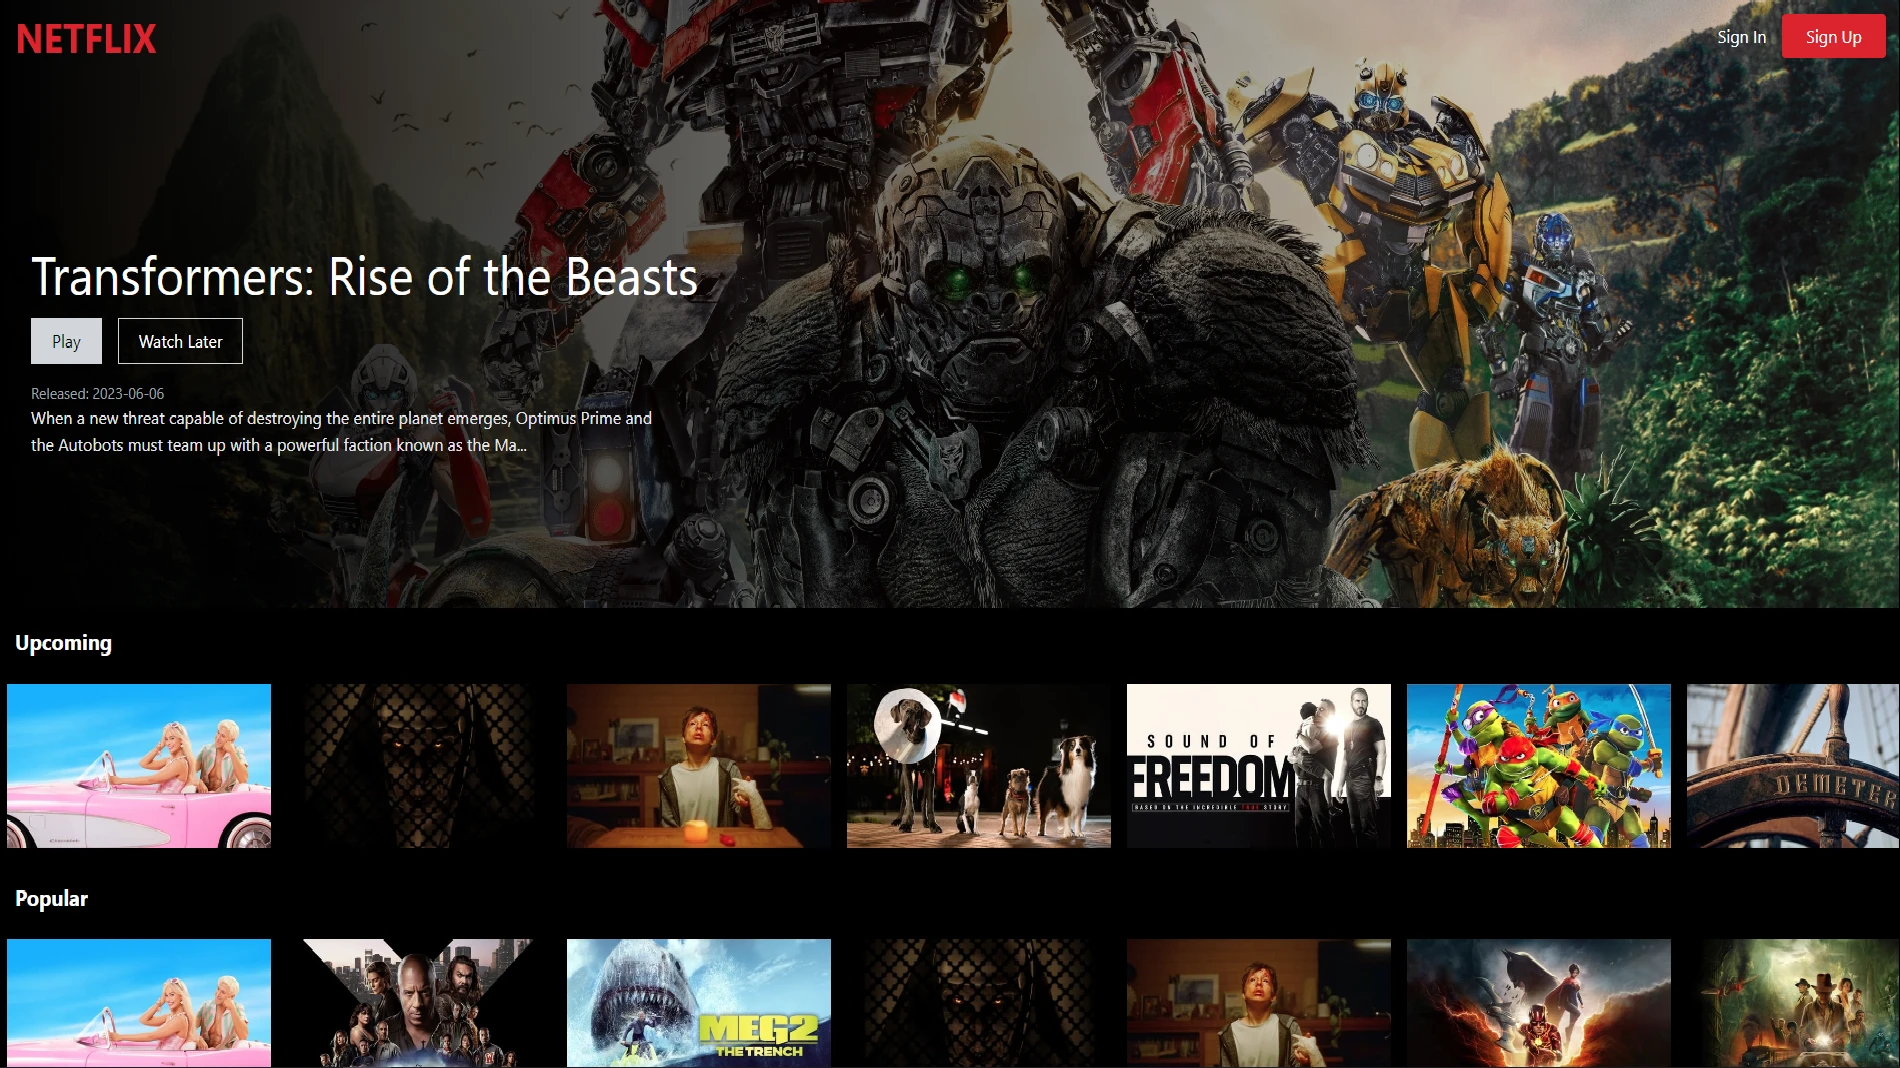 NETFLIX
Sign In
Sign Up
Transformers: Rise of the Beasts
Play
Watch Later
Released: 2023-06-06
When a new threat capable of destroying the entire planet emerges, Optimus Prime and
the Autobots must team up with a powerful faction known as the Ma...
Upcoming
SOUND OF
FREEDOM
BASED ON THE INCREDIBLE TRUE STORY
DEMETER
Popular
MEG2
THE TRENCH